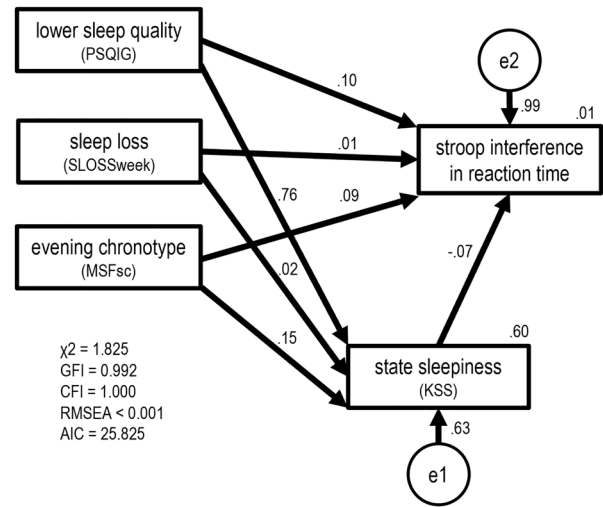 lower sleep quality
(PSQIG)
e2
.10
.99
.01
sleep loss
(SLOSSweek)
.01
stroop interference
in reaction time
.76
.09
evening chronotype
(MSFsc)
.02
-.07
.15
.60
χ2 = 1.825
GFI = 0.992
CFI = 1.000
RMSEA < 0.001
AIC = 25.825
state sleepiness
(KSS)
.63
e1